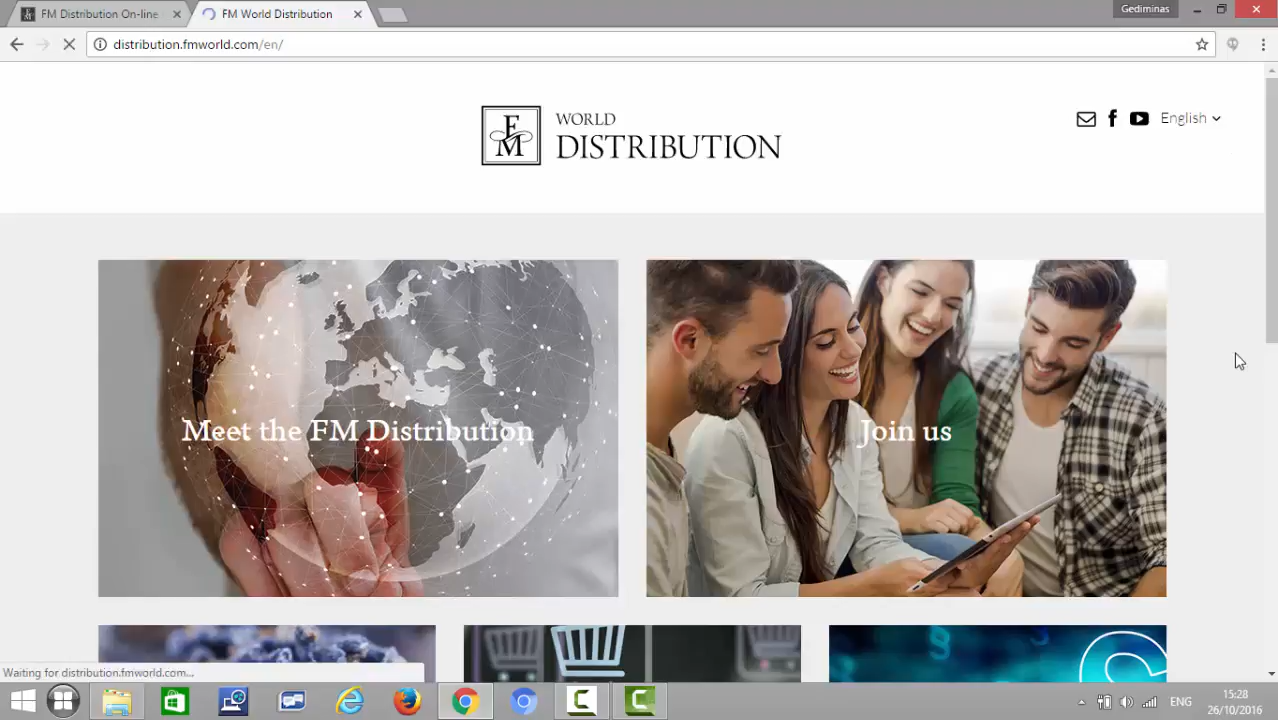 FM Distribution On-line
FM World Distribution
Gediminas
distribution.fmworld.com/en/
FM
WORLD
DISTRIBUTION
English
Meet the FM Distribution
Join us
Waiting for distribution.fmworld.com...
ENG
15:28
26/10/2016